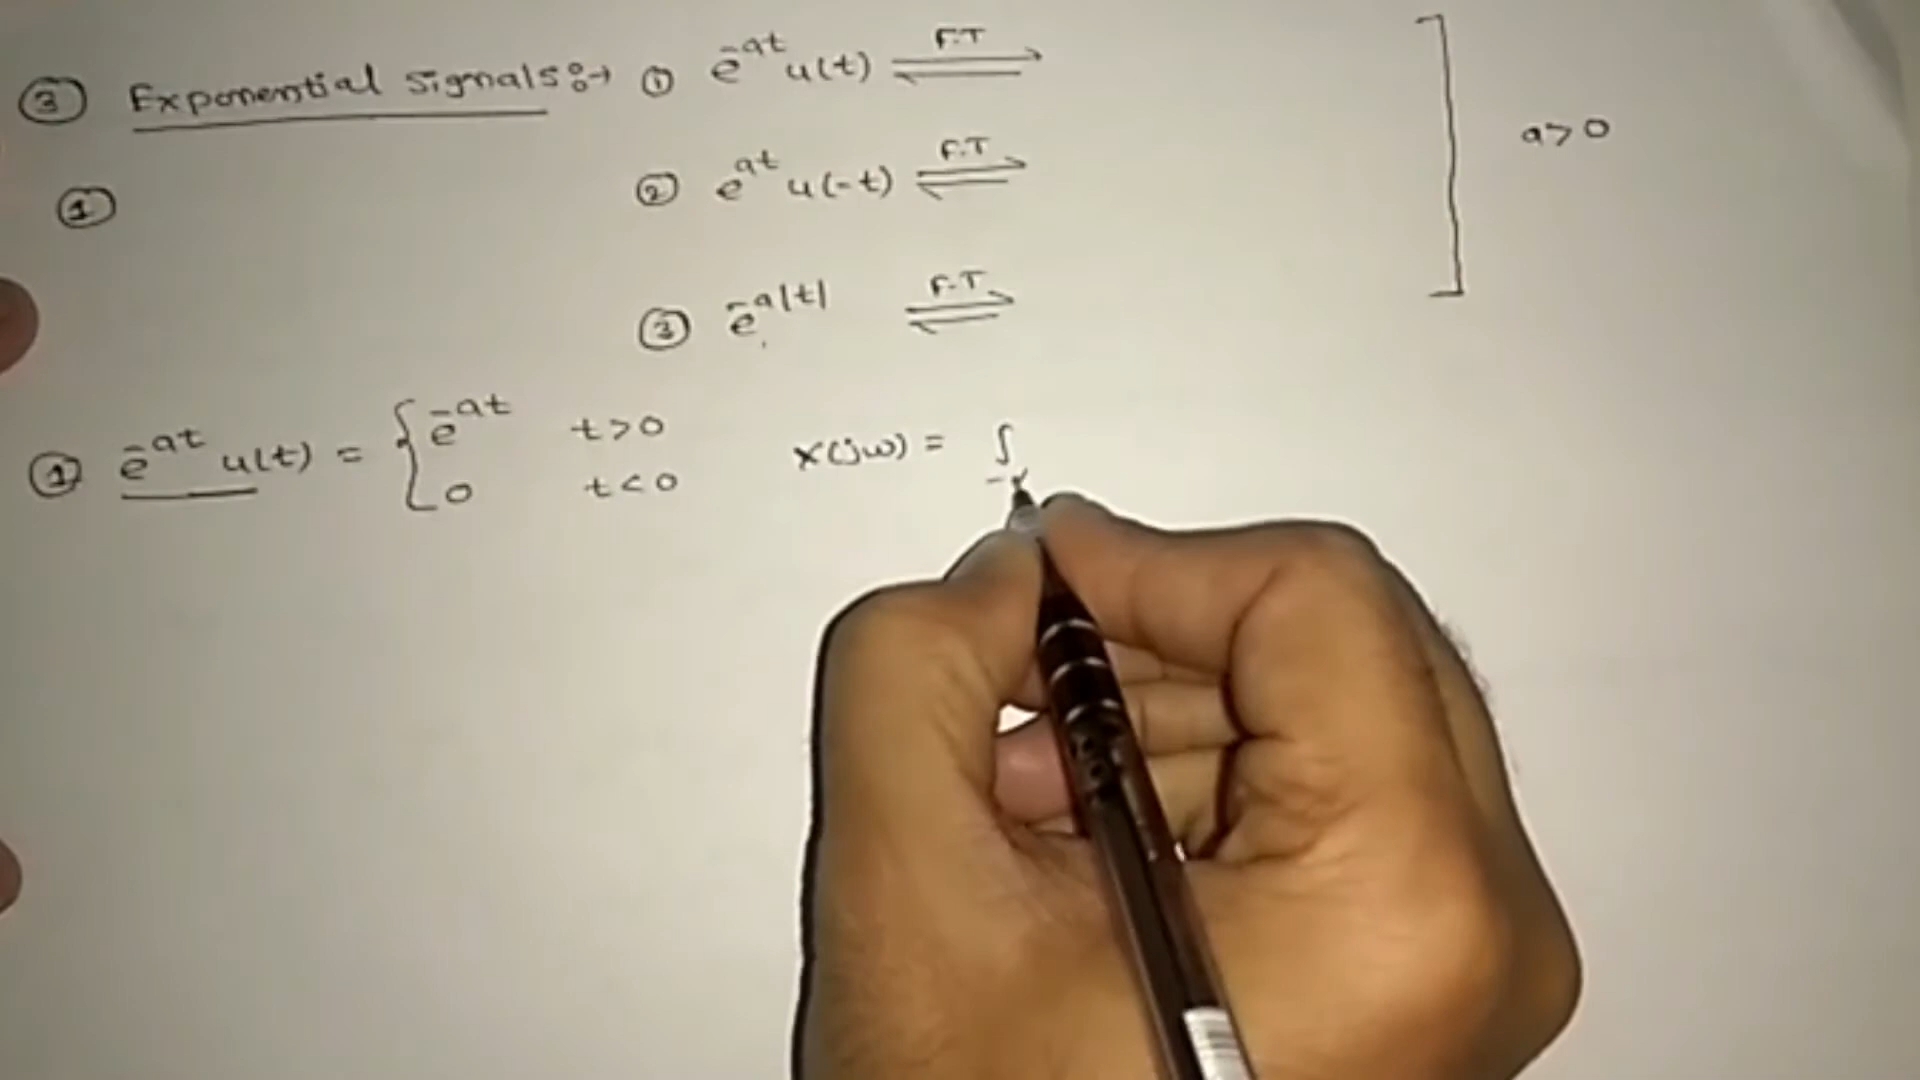 ③ Exponential signals:→ ① e^-at u(t) ⇌ F.T
a>0
① ② e^at u(-t) ⇌ F.T
③ e^-a|t| ⇌ F.T
① e^-at u(t) = { e^-at t>0
0 t<0
x(jω) = ∫